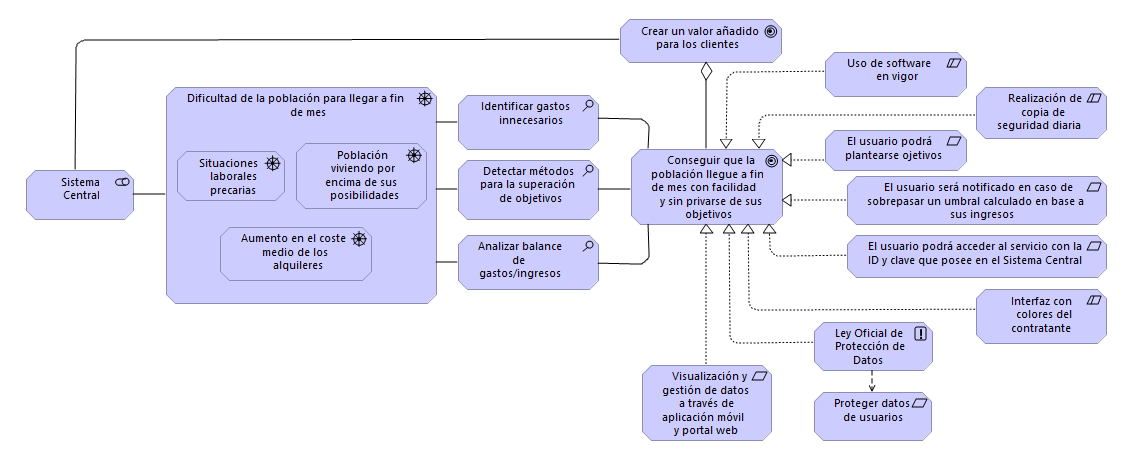 Crear un valor añadido
para los clientes
Uso de software
en vigor
Dificultad de la población para llegar a fin
de mes
Identificar gastos
innecesarios
Realización de
copia de
seguridad diaria
Situaciones
laborales
precarias
Población
viviendo por
encima de sus
posibilidades
El usuario podrá
plantearse ojetivos
Sistema
Central
Detectar métodos
para la superación
de objetivos
Conseguir que la
población llegue a fin
de mes con facilidad
y sin privarse de sus
objetivos
El usuario será notificado en caso de
sobrepasar un umbral calculado en base a
sus ingresos
Aumento en el coste
medio de los
alquileres
Analizar balance
de
gastos/ingresos
El usuario podrá acceder al servicio con la
ID y clave que posee en el Sistema Central
Interfaz con
colores del
contratante
Ley Oficial de
Protección de
Datos
Visualización y
gestión de datos
a través de
aplicación móvil
y portal web
Proteger datos
de usuarios